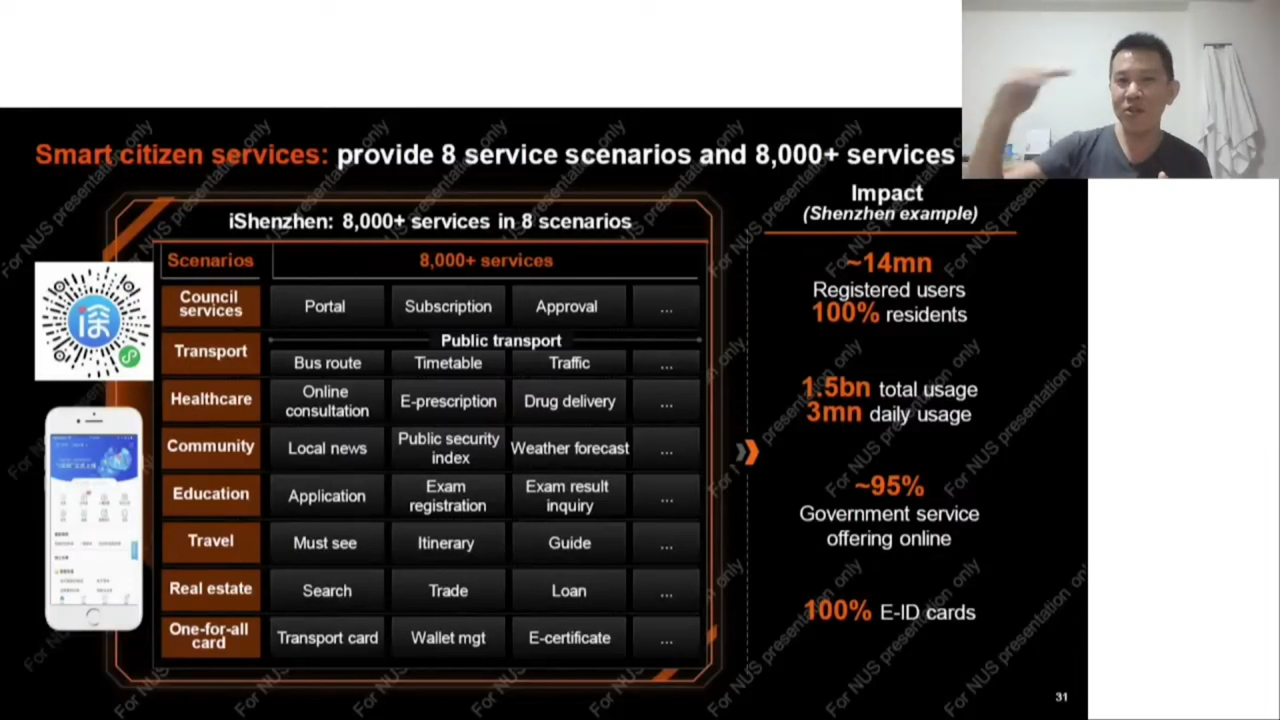 Smart citizen services: provide 8 service scenarios and 8,000+ services
iShenzhen: 8,000+ services in 8 scenarios
Scenarios 8,000+ services
Council services Portal Subscription Approval ...
Public transport
Transport Bus route Timetable Traffic ...
Healthcare Online consultation E-prescription Drug delivery ...
Community Local news Public security index Weather forecast ...
Education Application Exam registration Exam result inquiry ...
Travel Must see Itinerary Guide ...
Real estate Search Trade Loan ...
One-for-all card Transport card Wallet mgt E-certificate ...
Impact
(Shenzhen example)
~14mn
Registered users
100% residents
1.5bn total usage
3mn daily usage
~95%
Government service
offering online
100% E-ID cards
31
深
For NUS presentation only